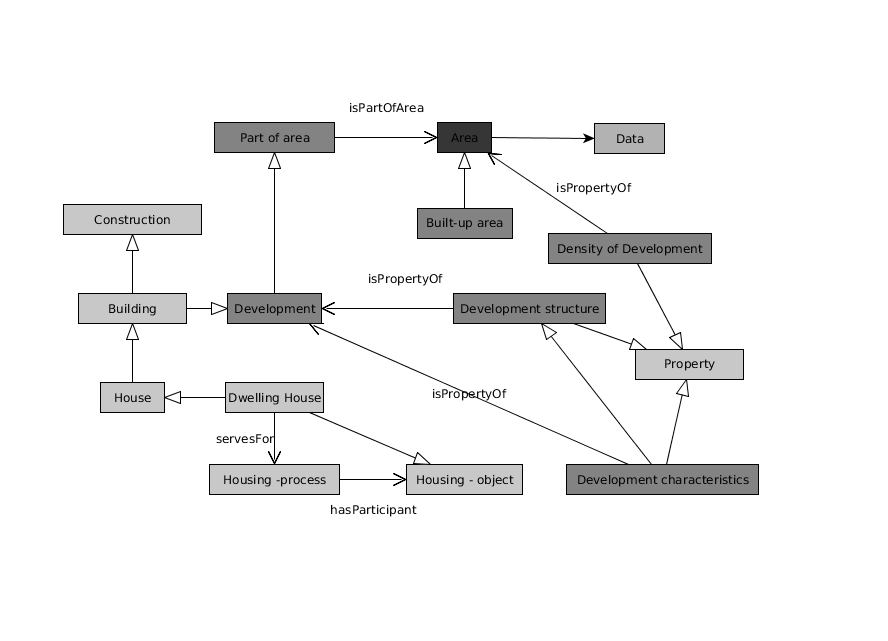 isPartOfArea
Part of area
Area
Data
isPropertyOf
Construction
Built-up area
Density of Development
isPropertyOf
Building
Development
Development structure
Property
House
Dwelling House
isPropertyOf
servesFor
Housing -process
Housing - object
Development characteristics
hasParticipant